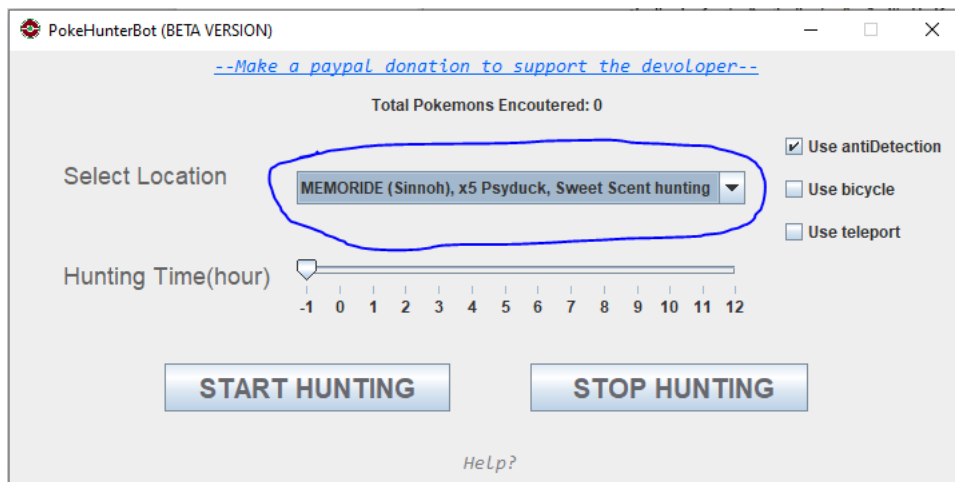 PokeHunterBot (BETA VERSION)
--Make a paypal donation to support the devoloper--
Total Pokemons Encoutered: 0
Select Location
MEMORIDE (Sinnoh), x5 Psyduck, Sweet Scent hunting
Use antiDetection
Use bicycle
Use teleport
Hunting Time(hour)
-1 0 1 2 3 4 5 6 7 8 9 10 11 12
START HUNTING STOP HUNTING
Help?